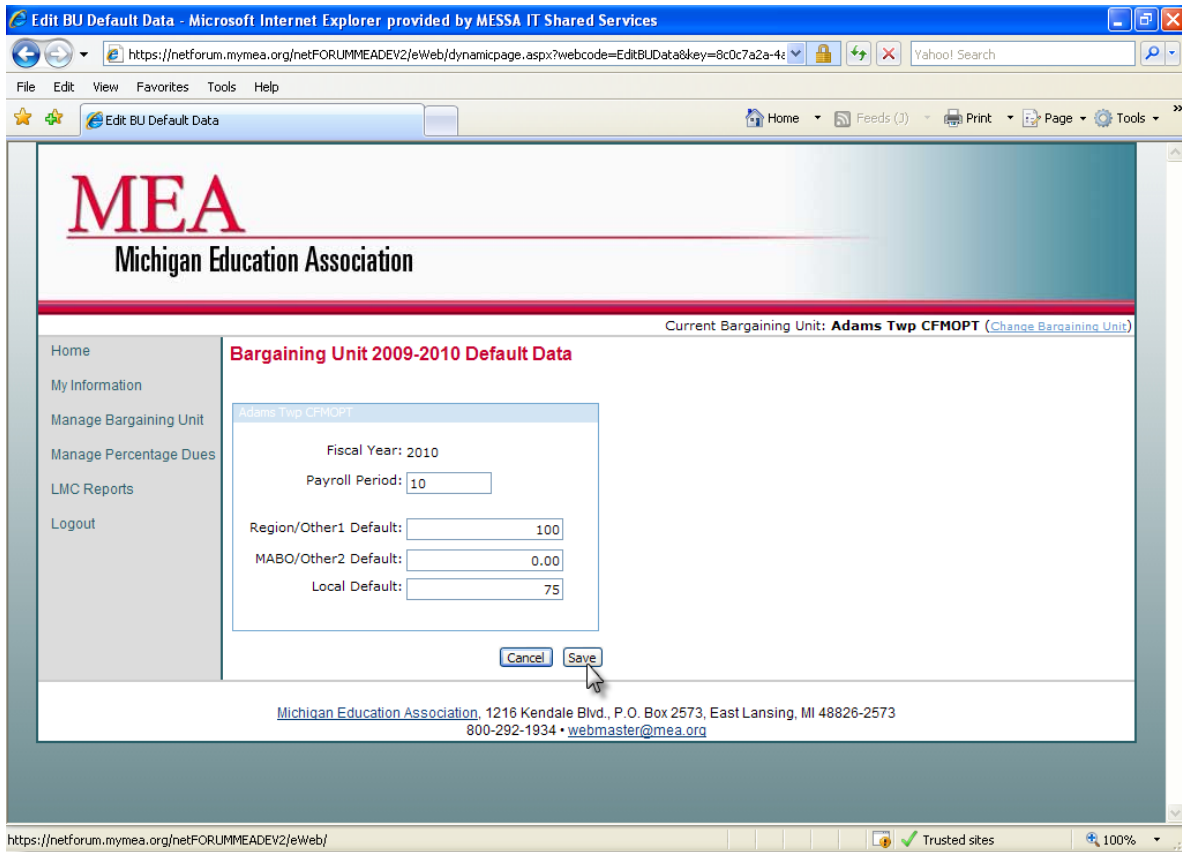 Edit BU Default Data - Microsoft Internet Explorer provided by MESSA IT Shared Services
https://netforum.mymea.org/netFORUMMEADEV2/eWeb/dynamicpage.aspx?webcode=EditBUData&key=8c0c7a2a-4a
Yahoo! Search
File Edit View Favorites Tools Help
Edit BU Default Data
Home Feeds (J) Print Page Tools »
MEA
Michigan Education Association
Current Bargaining Unit: Adams Twp CFMOPT (Change Bargaining Unit)
Home
My Information
Manage Bargaining Unit
Manage Percentage Dues
LMC Reports
Logout
Bargaining Unit 2009-2010 Default Data
Adams Twp CFMOPT
Fiscal Year: 2010
Payroll Period: 10
Region/Other1 Default: 100
MABO/Other2 Default: 0.00
Local Default: 75
Cancel Save
Michigan Education Association, 1216 Kendale Blvd., P.O. Box 2573, East Lansing, MI 48826-2573
800-292-1934 • webmaster@mea.org
https://netforum.mymea.org/netFORUMMEADEV2/eWeb/ Trusted sites 100%